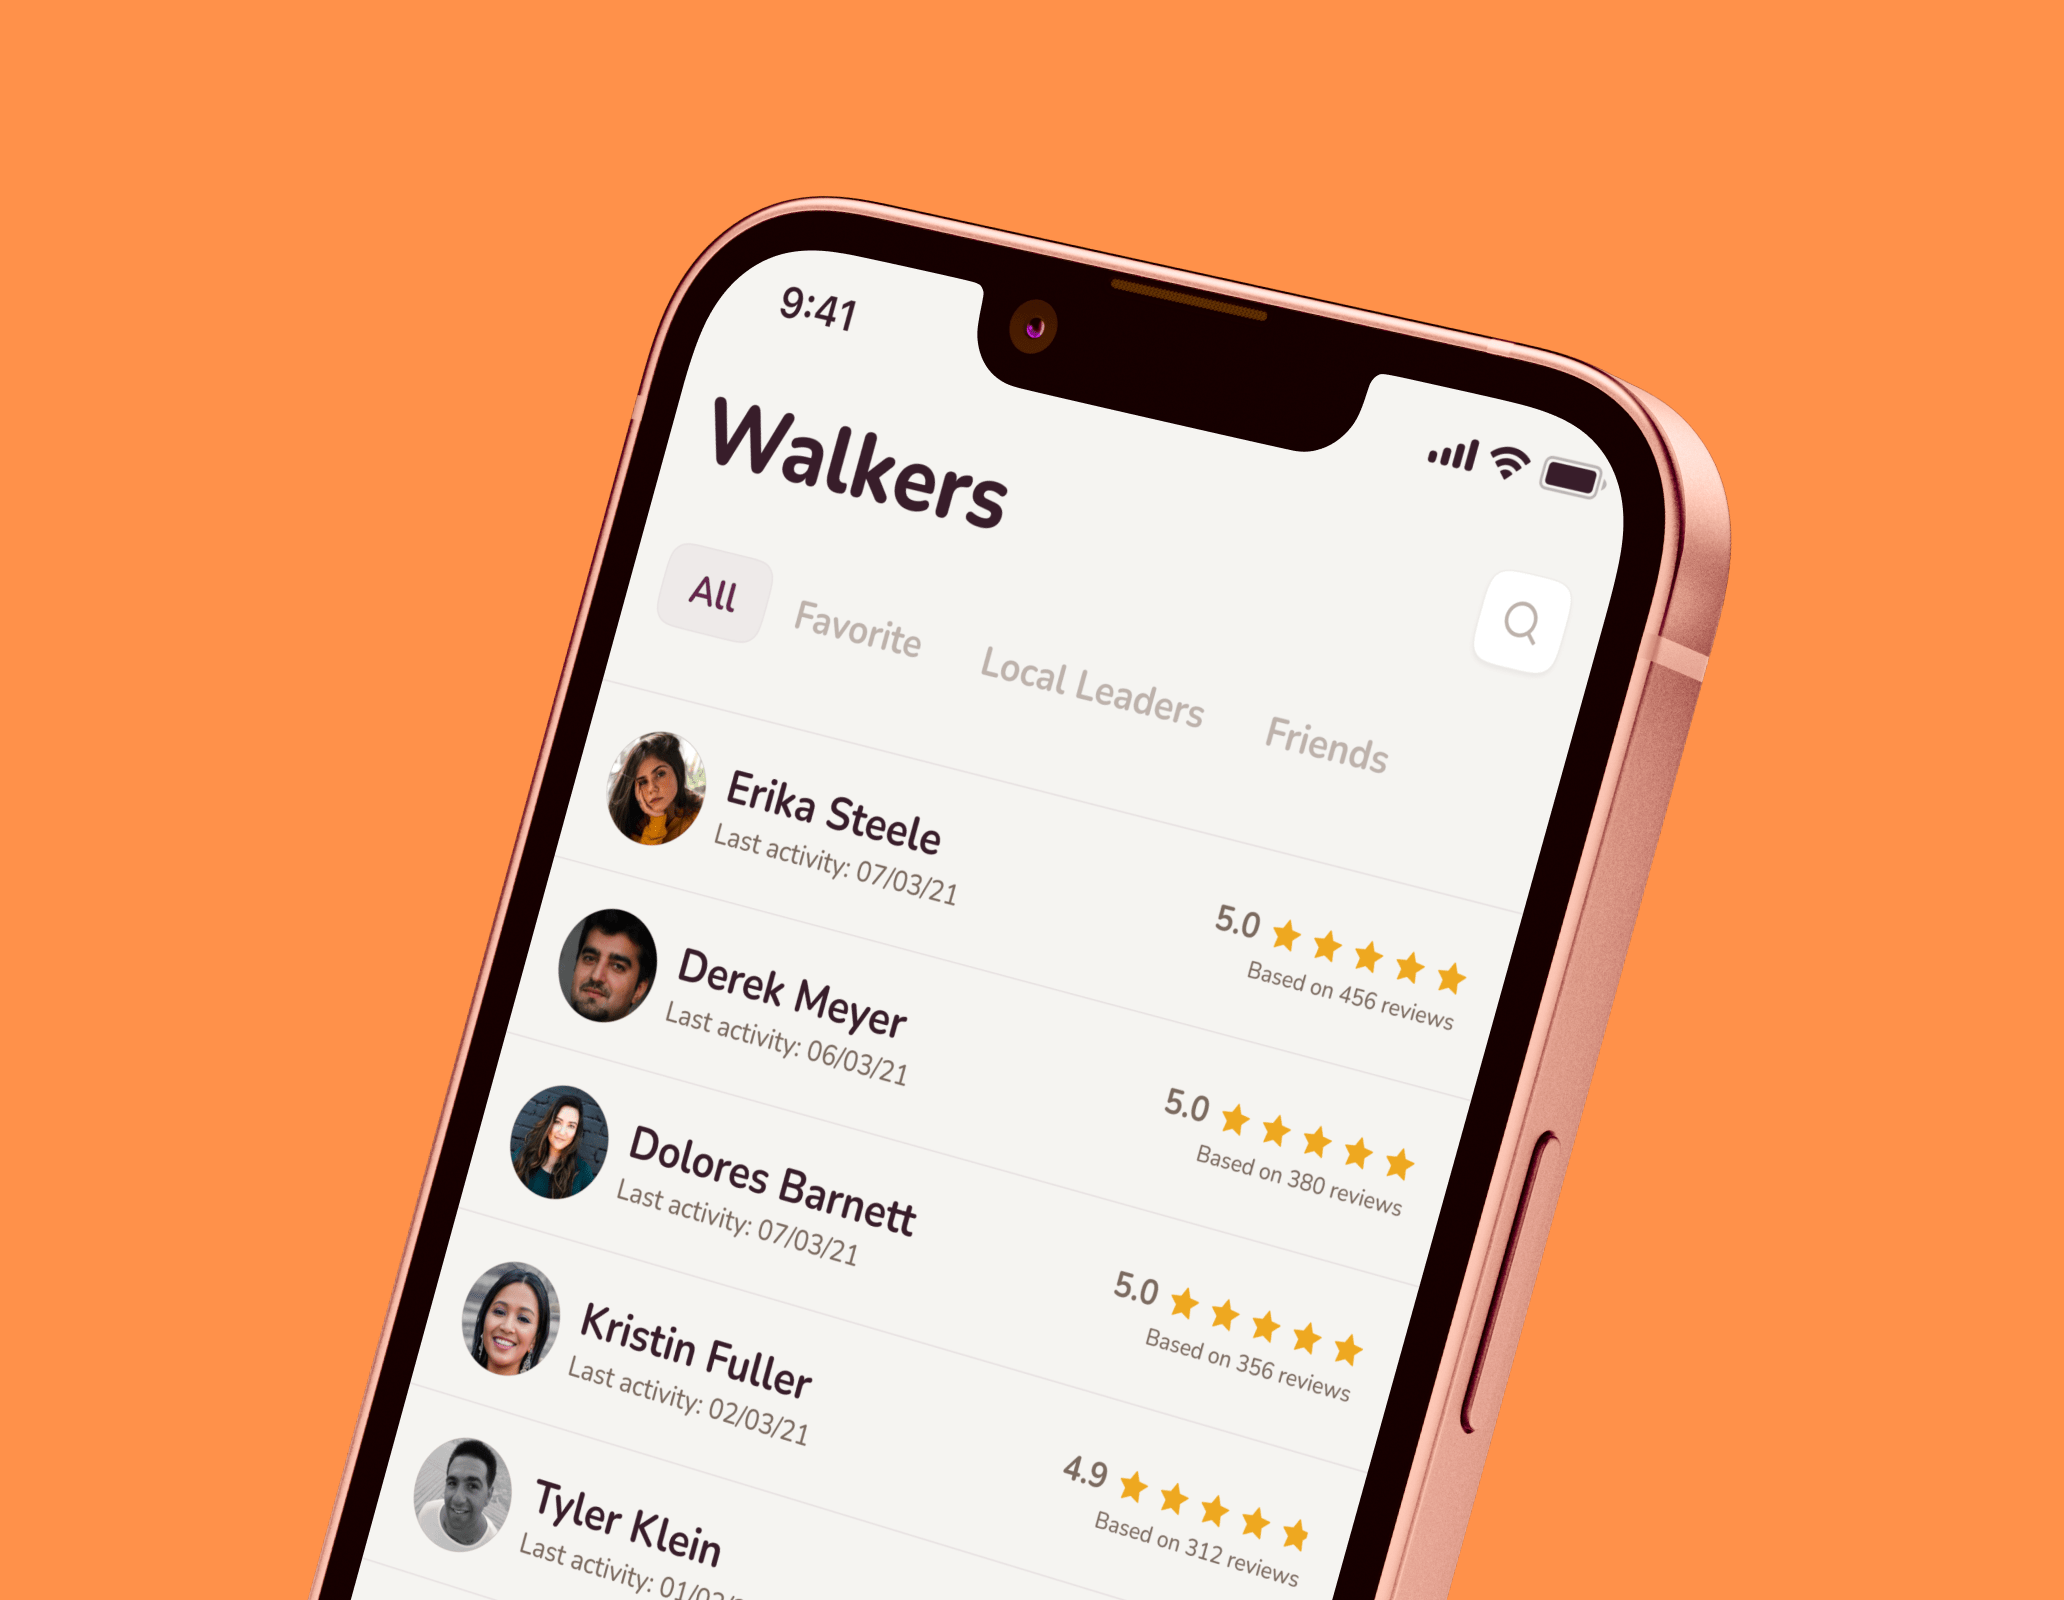 9:41
Walkers
All
Favorite
Local Leaders
Friends
Erika Steele
Last activity: 07/03/21
5.0
Based on 456 reviews
Derek Meyer
Last activity: 06/03/21
5.0
Based on 380 reviews
Dolores Barnett
Last activity: 07/03/21
5.0
Based on 356 reviews
Kristin Fuller
Last activity: 02/03/21
4.9
Based on 312 reviews
Tyler Klein
Last activity: